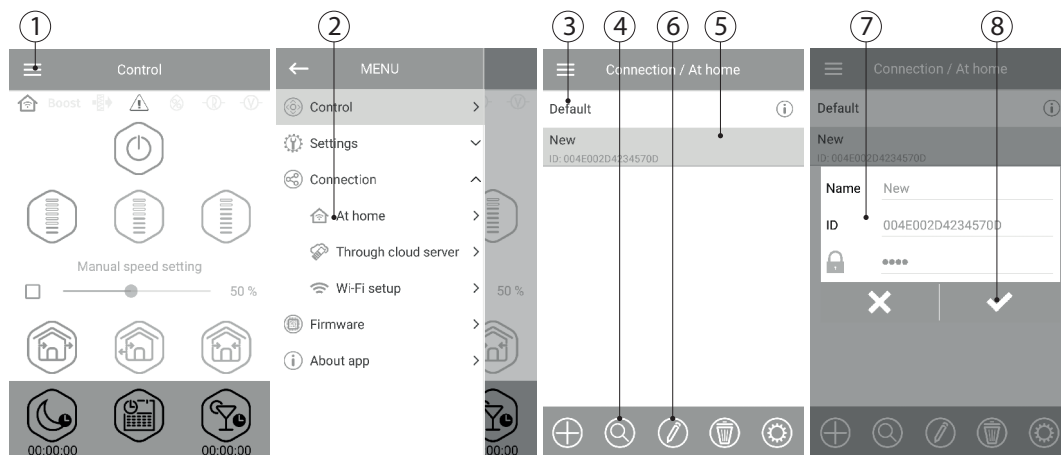 1 2 3 4 6 5 7 8
Control
Boost
Manual speed setting
50 %
00:00:00 00:00:00
MENU
Control
Settings
Connection
At home
Through cloud server
Wi-Fi setup
50 %
Firmware
About app
00:00
Connection / At home
Default
New
ID: 004E002D4234570D
Connection / At home
Default
New
ID: 004E002D4234570D
Name New
ID 004E002D4234570D